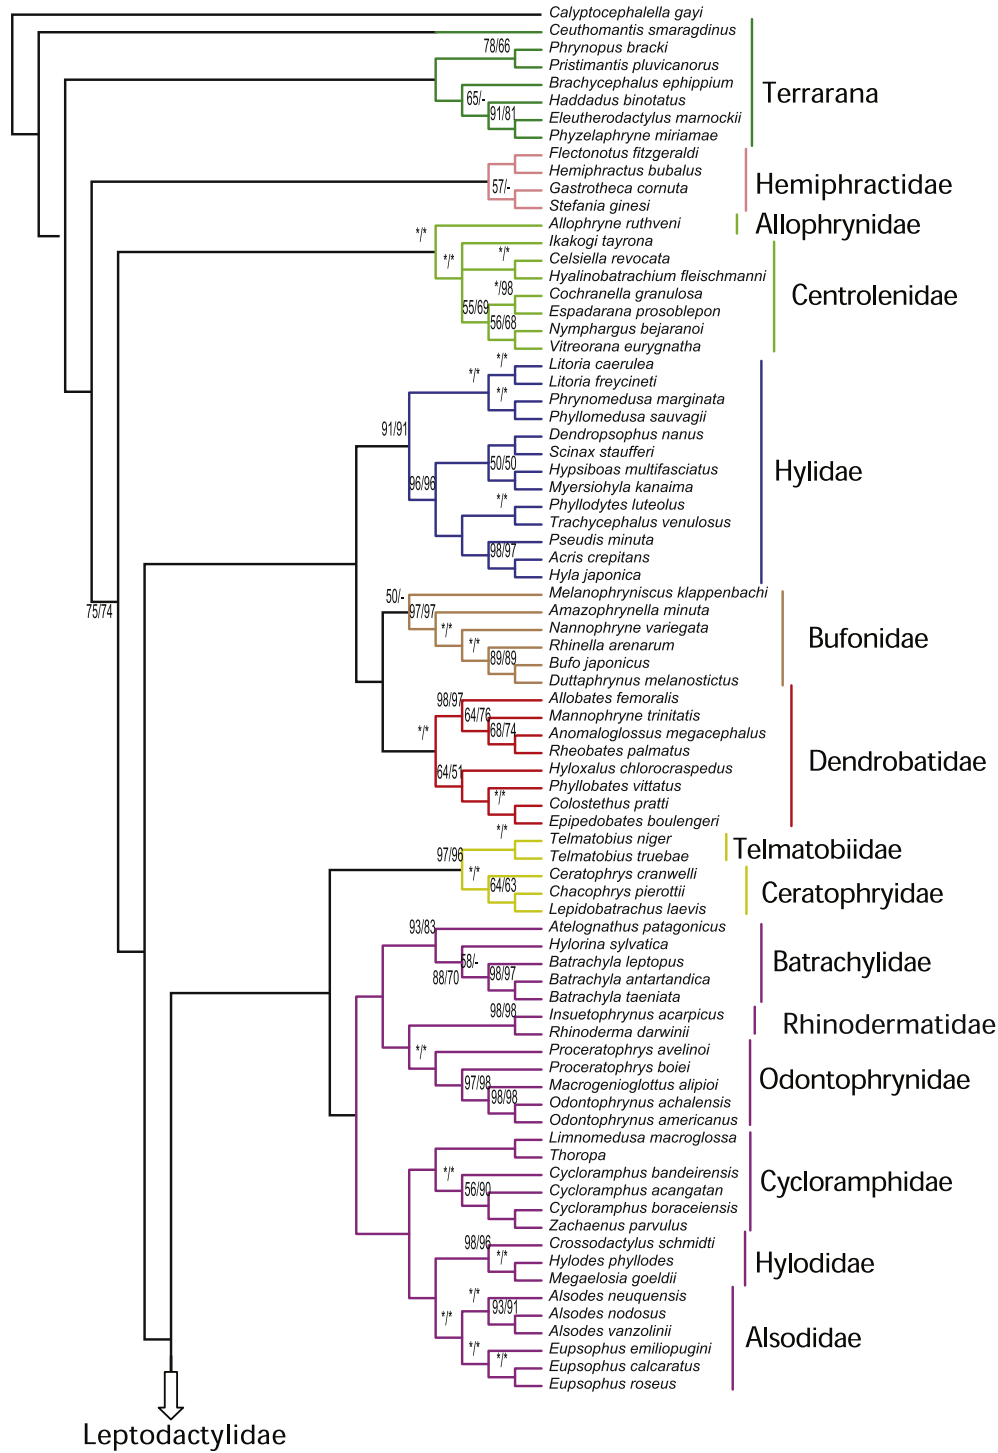 Calyptocephalella gayi
Ceuthomantis smaragdinus
78/66
Phrynopus bracki
Pristimantis pluvicanorus
Brachycephalus ephippium
Terrarana
65/-
Haddadus binotatus
91/81
Eleutherodactylus marnockii
Phyzelaphryne miriamae
Flectonotus fitzgeraldi
Hemiphractus bubalus
Hemiphractidae
57/-
Gastrotheca cornuta
Stefania ginesi
Allophryne ruthveni
Allophrynidae
*/*
Ikakogi tayrona
*/*
*/*
Celsiella revocata
Hyalinobatrachium fleischmanni
*/98
Cochranella granulosa
Centrolenidae
55/69
Espadarana prosoblepon
56/68
Nymphargus bejaranoi
Vitreorana eurygnatha
*/*
Litoria caerulea
*/*
Litoria freycineti
*/*
Phrynomedusa marginata
Phyllomedusa sauvagii
91/91
Dendropsophus nanus
Scinax staufferi
50/50
Hypsiboas multifasciatus
Hylidae
96/96
Myersiohyla kanaima
*/*
Phyllodytes luteolus
Trachycephalus venulosus
Pseudis minuta
98/97
Acris crepitans
Hyla japonica
75/74
50/-
Melanophryniscus klappenbachi
97/97
Amazophrynella minuta
*/*
Nannophryne variegata
Bufonidae
*/*
Rhinella arenarum
89/89
Bufo japonicus
Duttaphrynus melanostictus
98/97
Allobates femoralis
64/76
Mannophryne trinitatis
*/*
68/74
Anomaloglossus megacephalus
Rheobates palmatus
Dendrobatidae
64/51
Hyloxalus chlorocraspedus
Phyllobates vittatus
*/*
Colostethus pratti
Epipedobates boulengeri
*/*
Telmatobius niger
Telmatobiidae
97/96
Telmatobius truebae
*/*
Ceratophrys cranwelli
64/63
Chacophrys pierottii
Ceratophryidae
Lepidobatrachus laevis
93/83
Atelognathus patagonicus
Hylorina sylvatica
58/-
Batrachyla leptopus
Batrachylidae
88/70
98/97
Batrachyla antartandica
Batrachyla taeniata
98/98
Insuetophrynus acarpicus
Rhinodermatidae
Rhinoderma darwinii
*/*
Proceratophrys avelinoi
Proceratophrys boiei
Odontophrynidae
97/98
Macrogenioglottus alipioi
98/98
Odontophrynus achalensis
Odontophrynus americanus
Limnomedusa macroglossa
Thoropa
*/*
Cycloramphus bandeirensis
Cycloramphidae
56/90
Cycloramphus acangatan
Cycloramphus boraceiensis
Zachaenus parvulus
98/96
Crossodactylus schmidti
*/*
Hylodes phyllodes
Hylodidae
Megaelosia goeldii
*/*
Alsodes neuquensis
93/91
*/*
Alsodes nodosus
Alsodes vanzolinii
Alsodidae
*/*
Eupsophus emiliopugini
*/*
Eupsophus calcaratus
Eupsophus roseus
Leptodactylidae